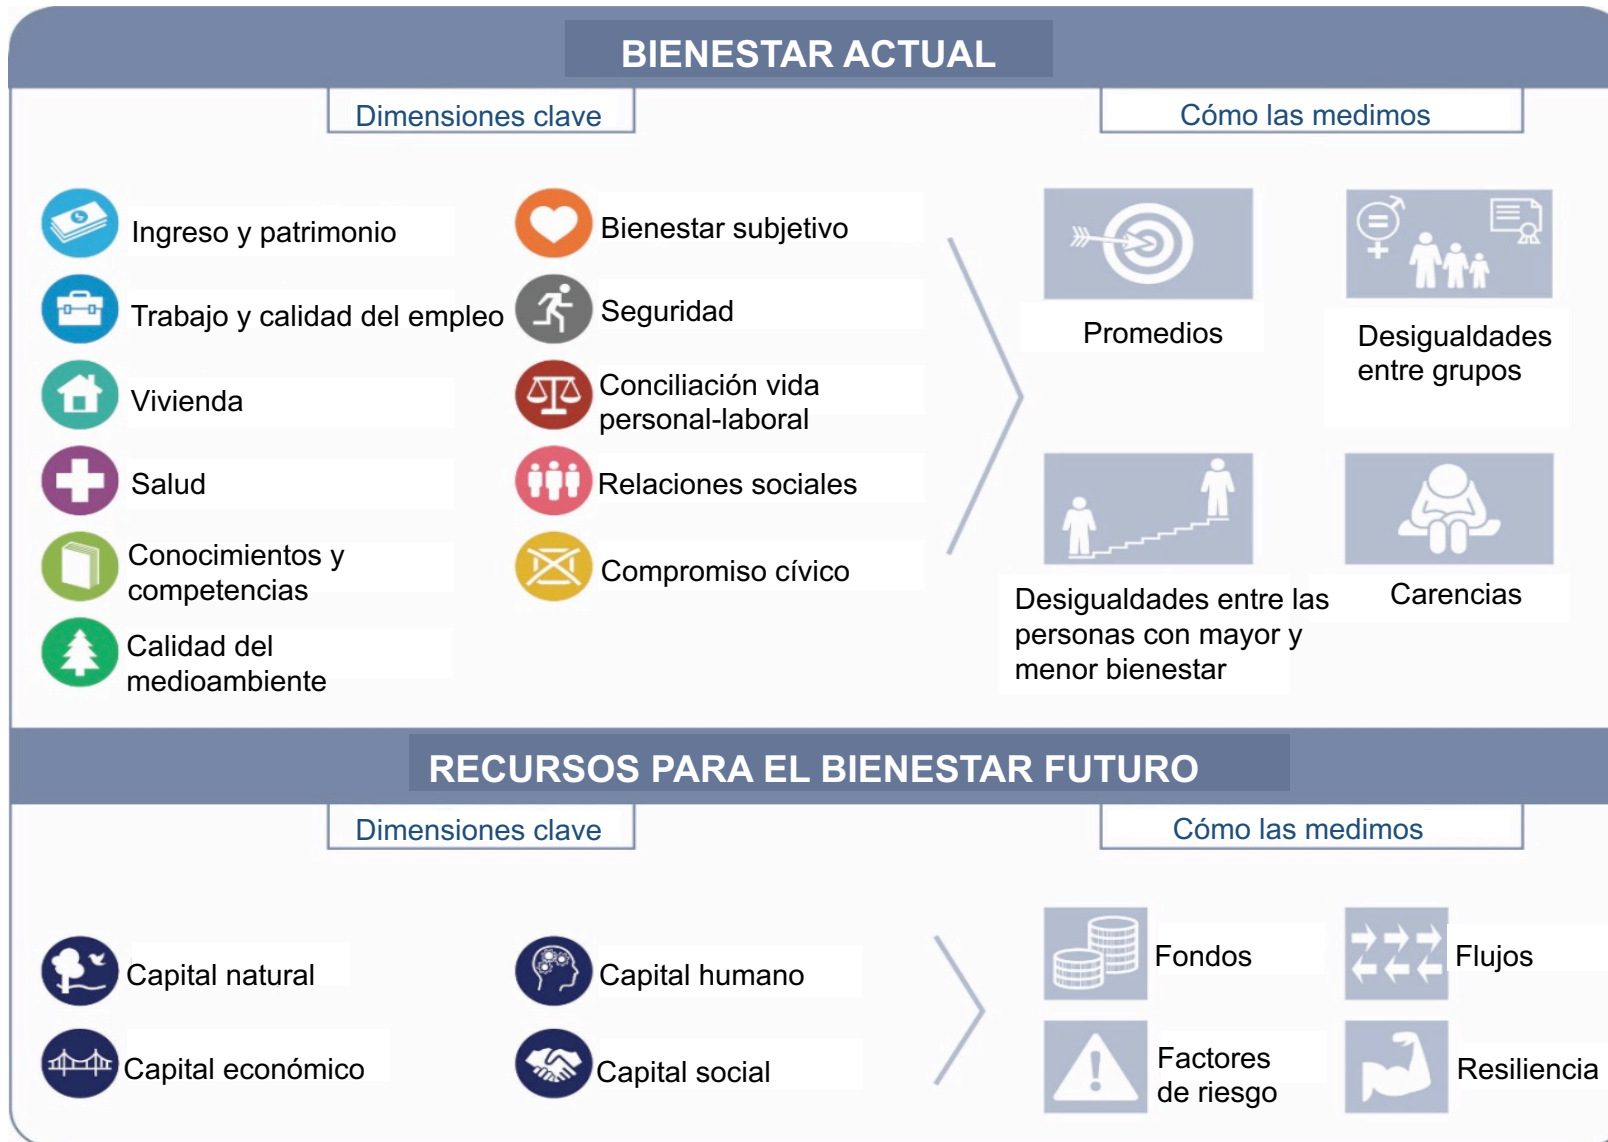 BIENESTAR ACTUAL
Dimensiones clave
Cómo las medimos
Ingreso y patrimonio
Trabajo y calidad del empleo
Vivienda
Salud
Conocimientos y
competencias
Calidad del
medioambiente
Bienestar subjetivo
Seguridad
Conciliación vida
personal-laboral
Relaciones sociales
Compromiso cívico
Promedios
Desigualdades
entre grupos
Desigualdades entre las
personas con mayor y
menor bienestar
Carencias
RECURSOS PARA EL BIENESTAR FUTURO
Dimensiones clave
Cómo las medimos
Capital natural
Capital económico
Capital humano
Capital social
Fondos
Flujos
Factores
de riesgo
Resiliencia